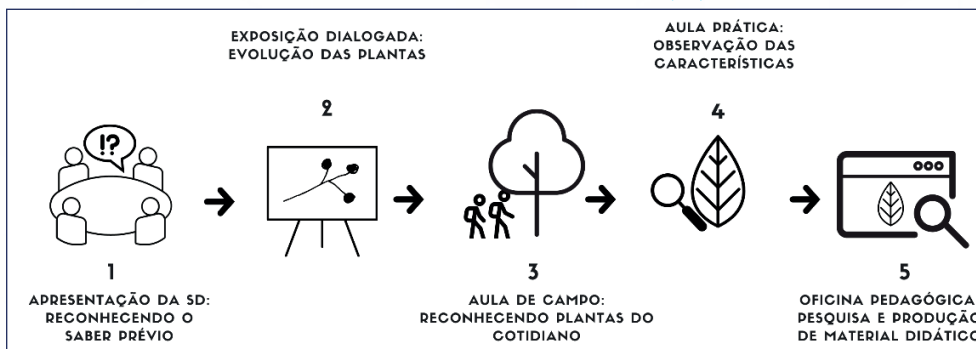 EXPOSIÇÃO DIALOGADA:
EVOLUÇÃO DAS PLANTAS
2
AULA PRÁTICA:
OBSERVAÇÃO DAS
CARACTERÍSTICAS
4
!?
1
APRESENTAÇÃO DA SD:
RECONHECENDO O
SABER PRÉVIO
3
AULA DE CAMPO:
RECONHECENDO PLANTAS DO
COTIDIANO
5
OFICINA PEDAGÓGICA
PESQUISA E PRODUÇÃO
DE MATERIAL DIDÁTICO